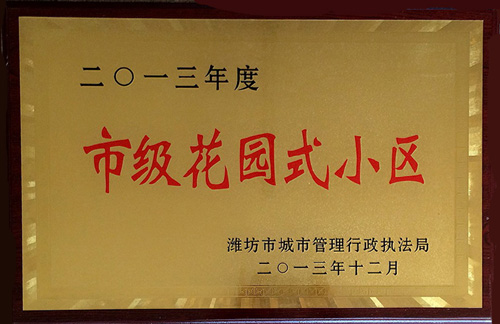 二〇一三年度
市级花园式小区
潍坊市城市管理行政执法局
二〇一三年十二月